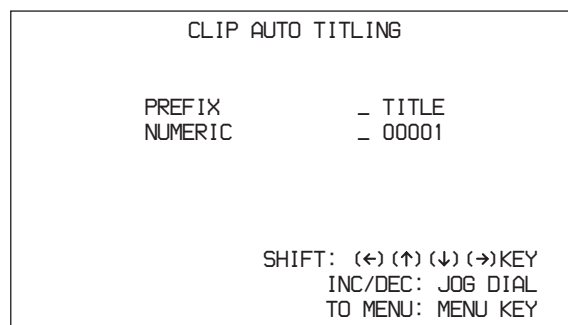 CLIP AUTO TITLING
PREFIX _ TITLE
NUMERIC _ 00001
SHIFT: (←)(↑)(↓)(→)KEY
INC/DEC: JOG DIAL
TO MENU: MENU KEY